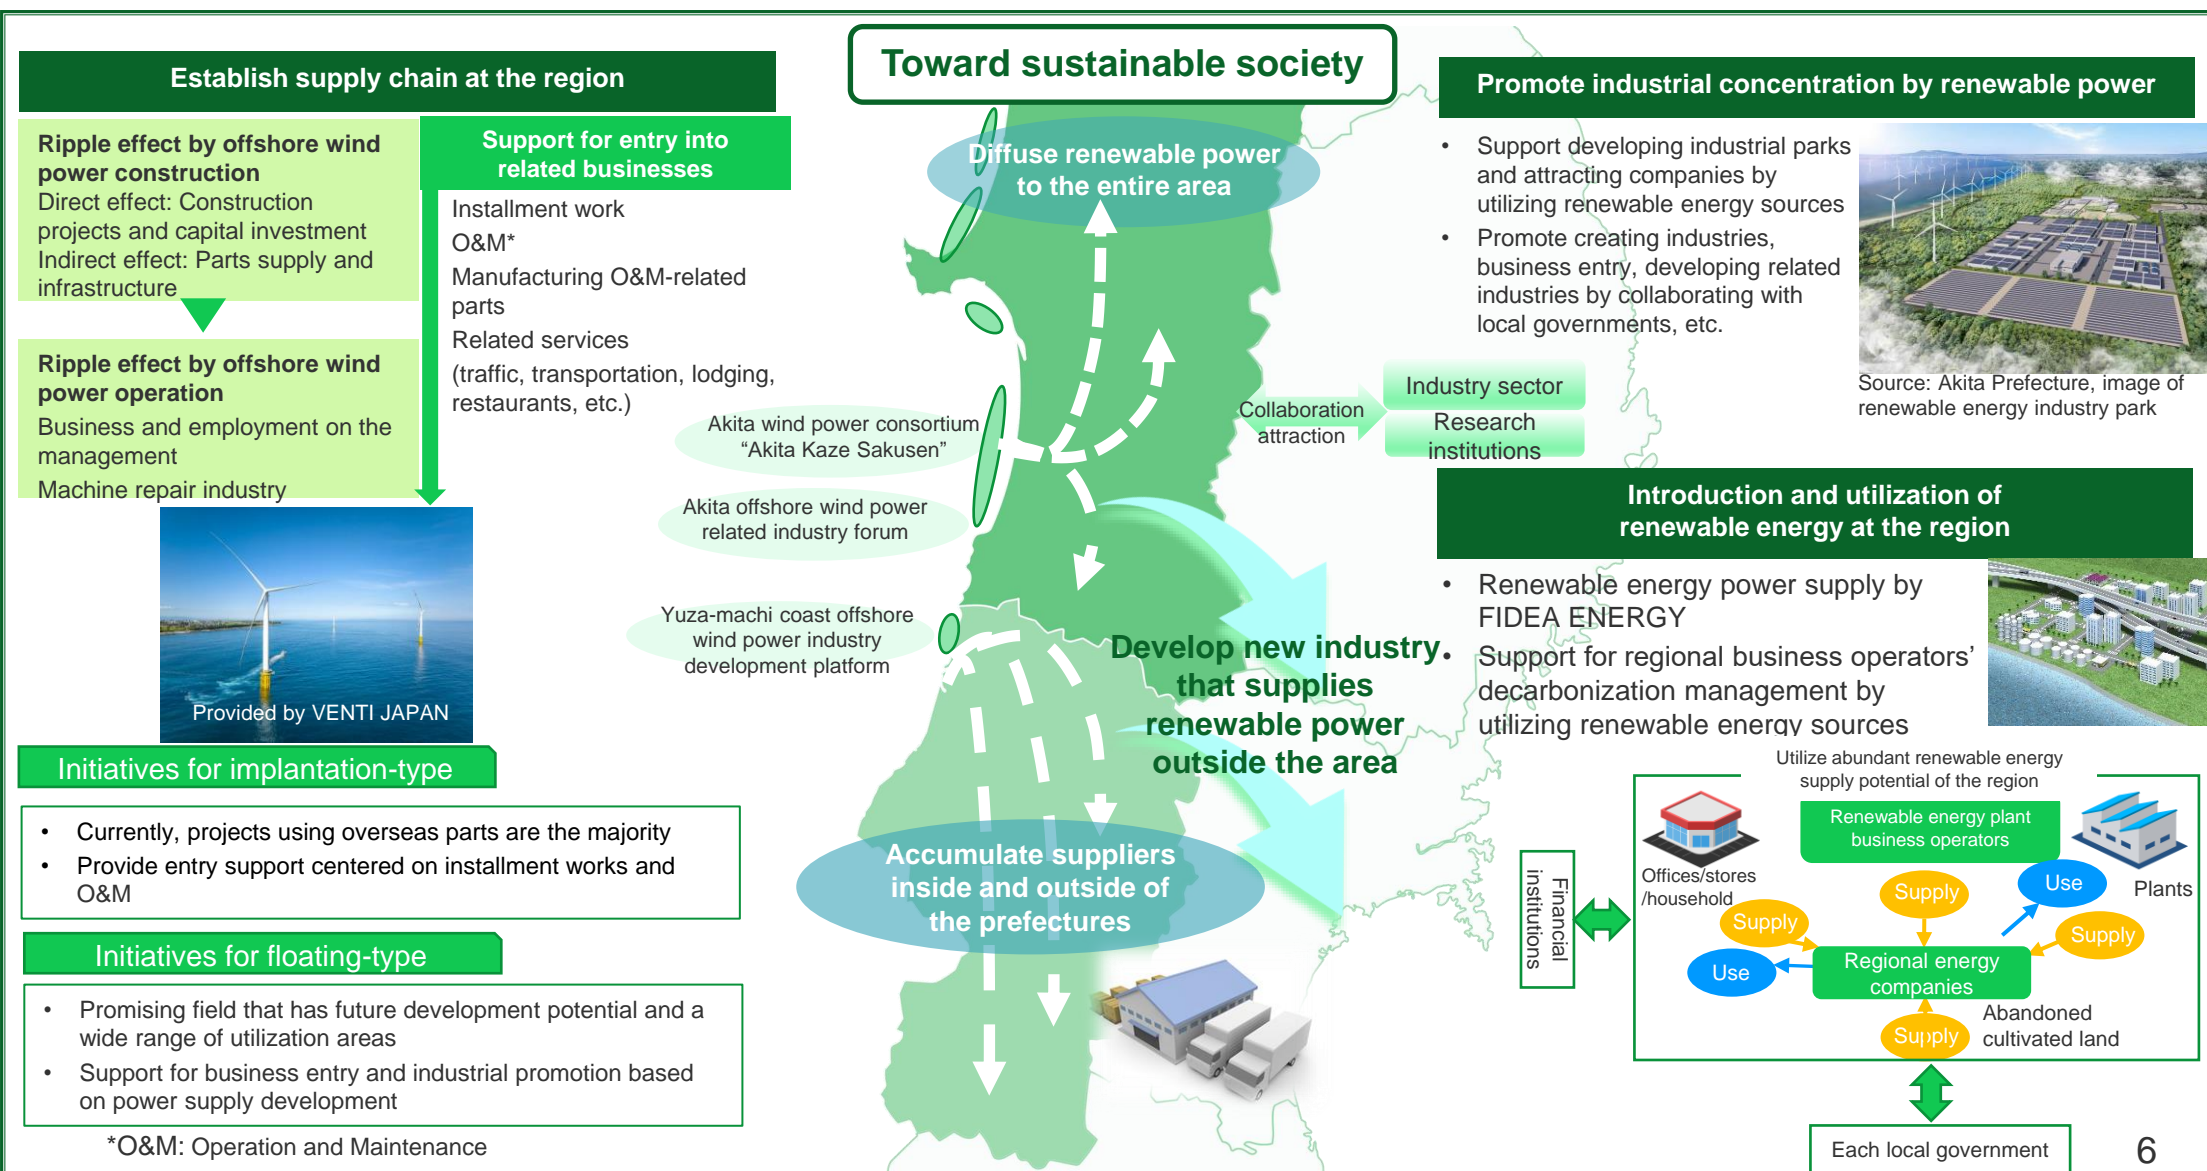 Toward sustainable society
Establish supply chain at the region
Ripple effect by offshore wind
power construction
Direct effect: Construction
projects and capital investment
Indirect effect: Parts supply and
infrastructure
Ripple effect by offshore wind
power operation
Business and employment on the
management
Machine repair industry
Support for entry into
related businesses
Installment work
O&M*
Manufacturing O&M-related
parts
Related services
(traffic, transportation, lodging,
restaurants, etc.)
Provided by VENTI JAPAN
Initiatives for implantation-type
• Currently, projects using overseas parts are the majority
• Provide entry support centered on installment works and
O&M
Initiatives for floating-type
• Promising field that has future development potential and a
wide range of utilization areas
• Support for business entry and industrial promotion based
on power supply development
*O&M: Operation and Maintenance
Diffuse renewable power
to the entire area
Akita wind power consortium
“Akita Kaze Sakusen”
Akita offshore wind power
related industry forum
Yuza-machi coast offshore
wind power industry
development platform
Collaboration
attraction
Industry sector
Research
institutions
Develop new industry
that supplies
renewable power
outside the area
Accumulate suppliers
inside and outside of
the prefectures
Promote industrial concentration by renewable power
• Support developing industrial parks
and attracting companies by
utilizing renewable energy sources
• Promote creating industries,
business entry, developing related
industries by collaborating with
local governments, etc.
Source: Akita Prefecture, image of
renewable energy industry park
Introduction and utilization of
renewable energy at the region
• Renewable energy power supply by
FIDEA ENERGY
• Support for regional business operators’
decarbonization management by
utilizing renewable energy sources
Utilize abundant renewable energy
supply potential of the region
Renewable energy plant
business operators
Offices/stores
/household
Plants
Supply
Use
Supply
Supply
Use
Regional energy
companies
Supply
Abandoned
cultivated land
Financial
institutions
Each local government
6